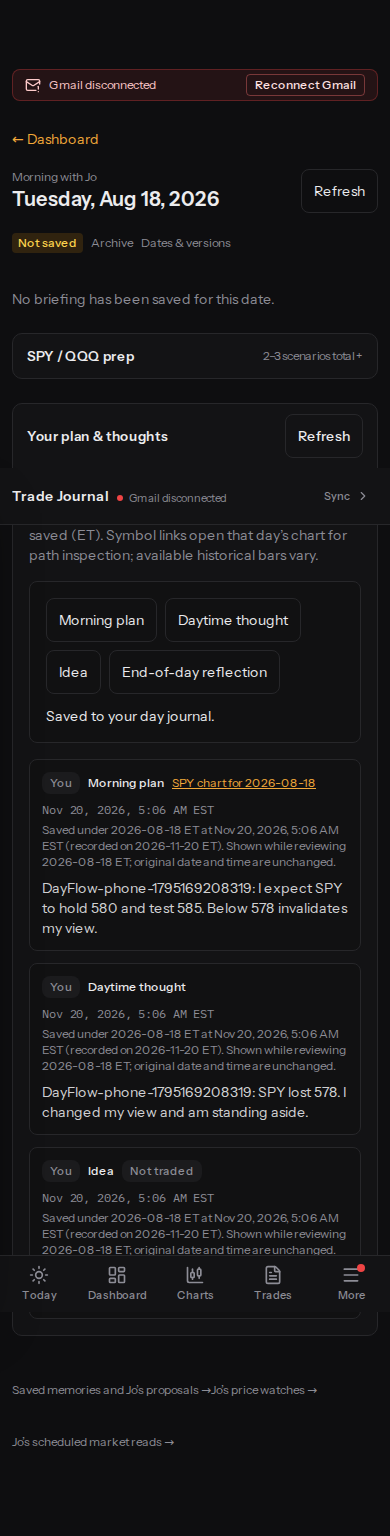 Gmail disconnected
Reconnect Gmail
← Dashboard
Morning with Jo
Tuesday, Aug 18, 2026
Refresh
Not saved
Archive
Dates & versions
No briefing has been saved for this date.
SPY / QQQ prep
2–3 scenarios total +
Your plan & thoughts
Refresh
Trade Journal
Gmail disconnected
Sync
saved (ET). Symbol links open that day's chart for
path inspection; available historical bars vary.
Morning plan
Daytime thought
Idea
End-of-day reflection
Saved to your day journal.
You
Morning plan
SPY chart for 2026-08-18
Nov 20, 2026, 5:06 AM EST
Saved under 2026-08-18 ET at Nov 20, 2026, 5:06 AM
EST (recorded on 2026-11-20 ET). Shown while reviewing
2026-08-18 ET; original date and time are unchanged.
DayFlow-phone-1795169208319: I expect SPY
to hold 580 and test 585. Below 578 invalidates
my view.
You
Daytime thought
Nov 20, 2026, 5:06 AM EST
Saved under 2026-08-18 ET at Nov 20, 2026, 5:06 AM
EST (recorded on 2026-11-20 ET). Shown while reviewing
2026-08-18 ET; original date and time are unchanged.
DayFlow-phone-1795169208319: SPY lost 578. I
changed my view and am standing aside.
You
Idea
Not traded
Nov 20, 2026, 5:06 AM EST
Saved under 2026-08-18 ET at Nov 20, 2026, 5:06 AM
EST (recorded on 2026-11-20 ET). Shown while reviewing
2026-08-18 ET; original date and time are unchanged.
Today
Dashboard
Charts
Trades
More
Saved memories and Jo's proposals →
Jo's price watches →
Jo's scheduled market reads →